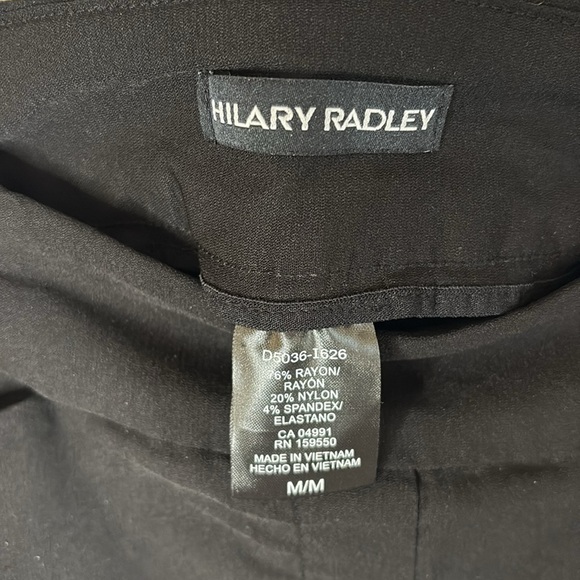 HILARY RADLEY
D5036-1626
76% RAYON/
RAYÓN
20% NYLON
4% SPANDEX/
ELASTANO
CA 04991
RN 159550
MADE IN VIETNAM
HECHO EN VIETNAM
M/M